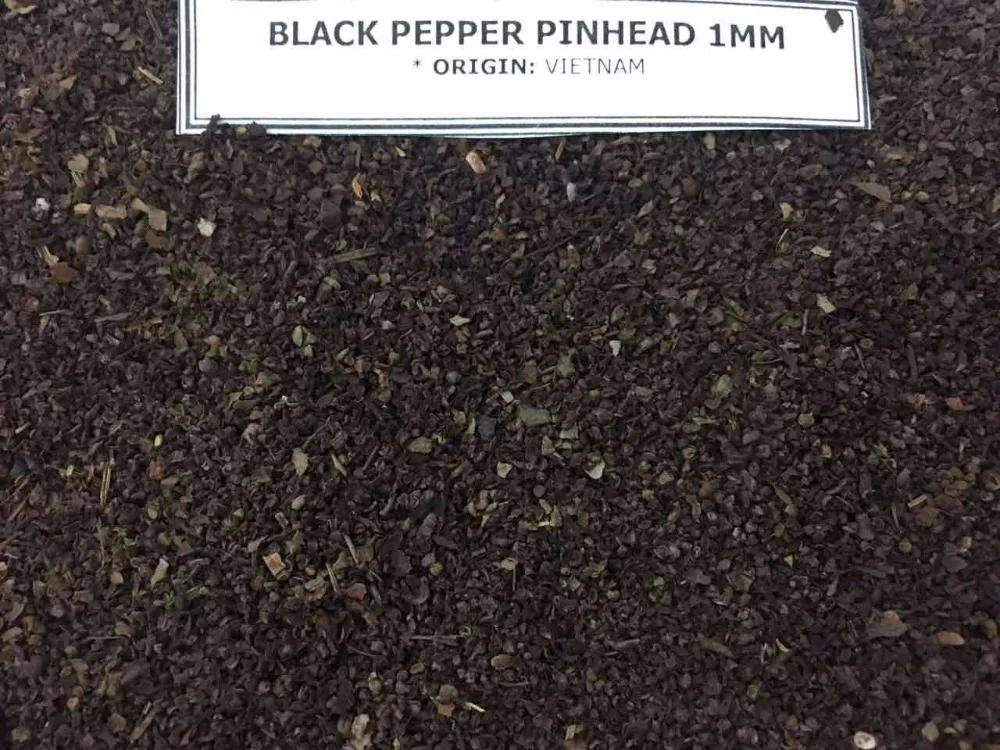 BLACK PEPPER PINHEAD 1MM
* ORIGIN: VIETNAM